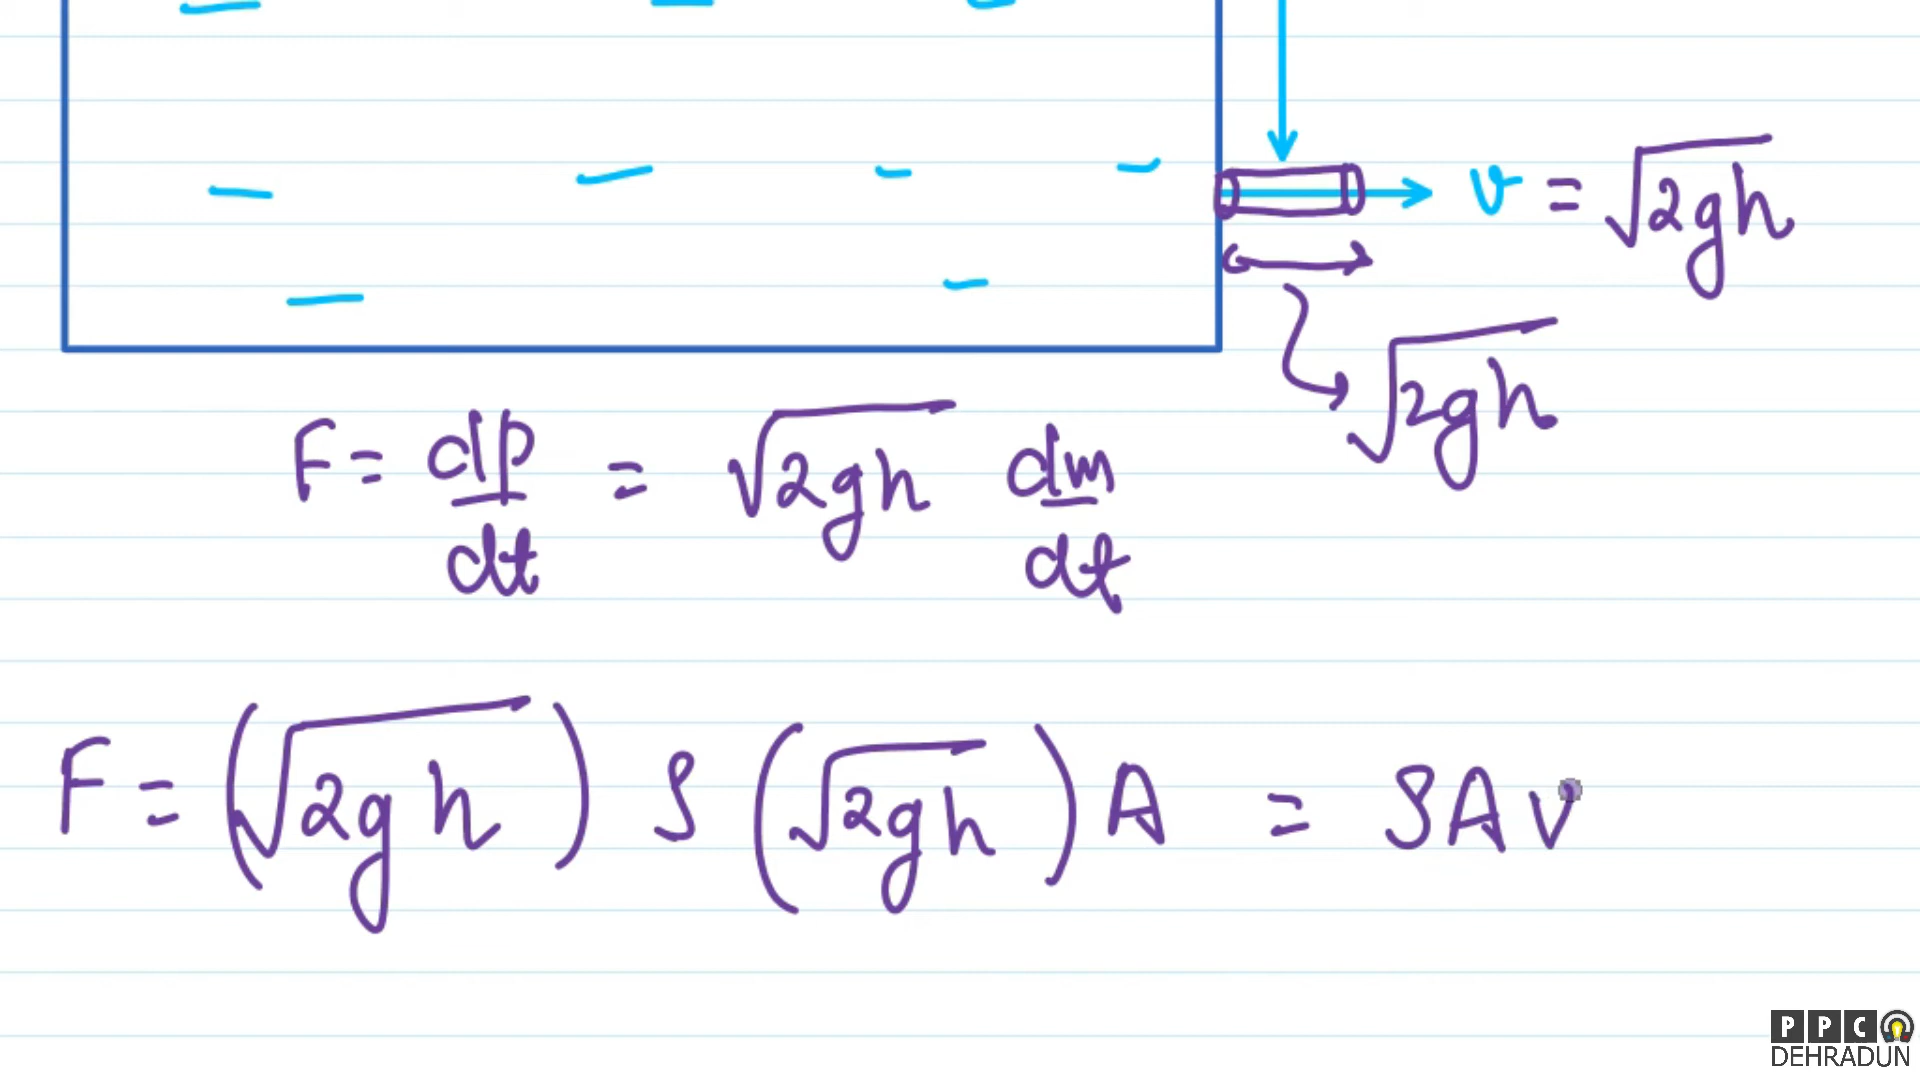 v = √2gh
√2gh
F = dp/dt = √2gh dm/dt
F = (√2gh) ρ (√2gh) A = ρAv
PPC
DEHRADUN